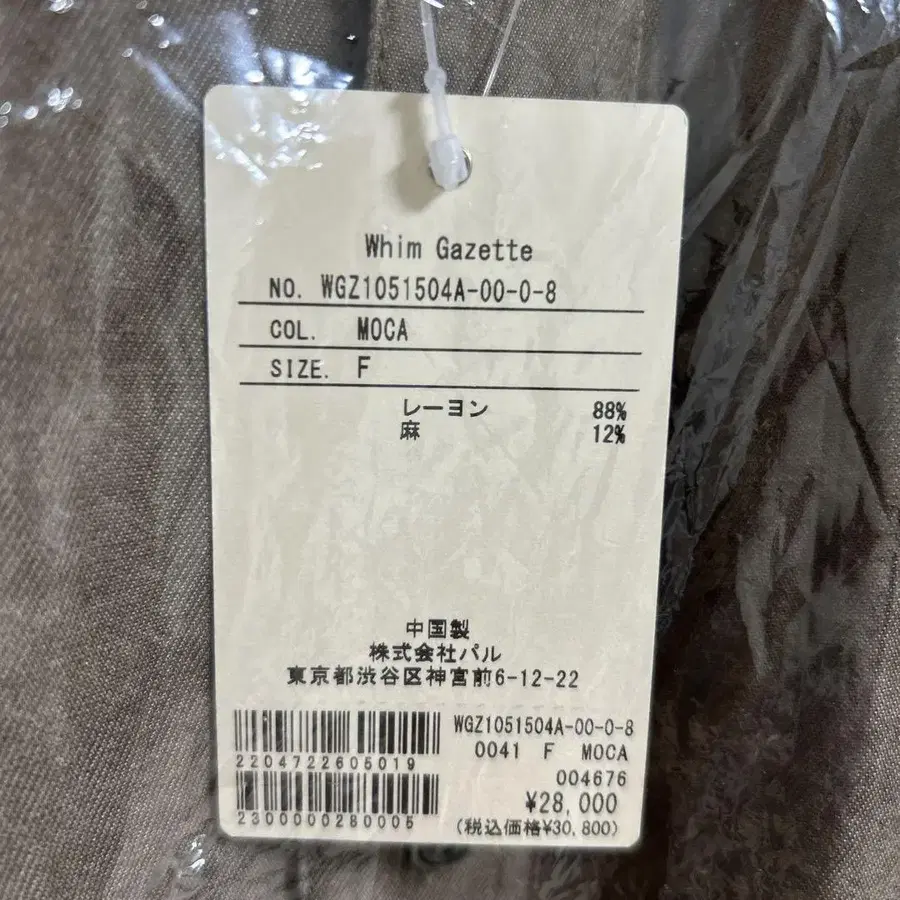 Whim Gazette
NO. WGZ1051504A-00-0-8
COL. MOCA
SIZE. F
レーヨン 88%
麻 12%
中国製
株式会社パル
東京都渋谷区神宮前6-12-22
WGZ1051504A-00-0-8
0041 F MOCA
2204722605019
004676
¥28,000
2300000280005
(税込価格¥30,800)